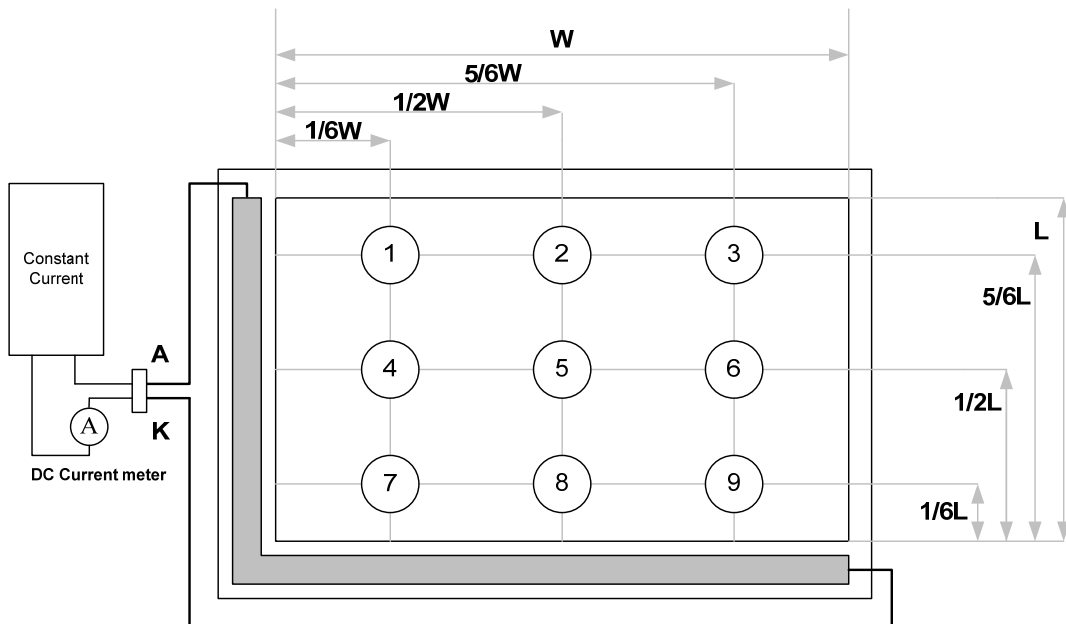 W
5/6W
1/2W
1/6W
L
Constant
Current
1
2
3
5/6L
A
4
5
6
1/2L
A
K
DC Current meter
7
8
9
1/6L